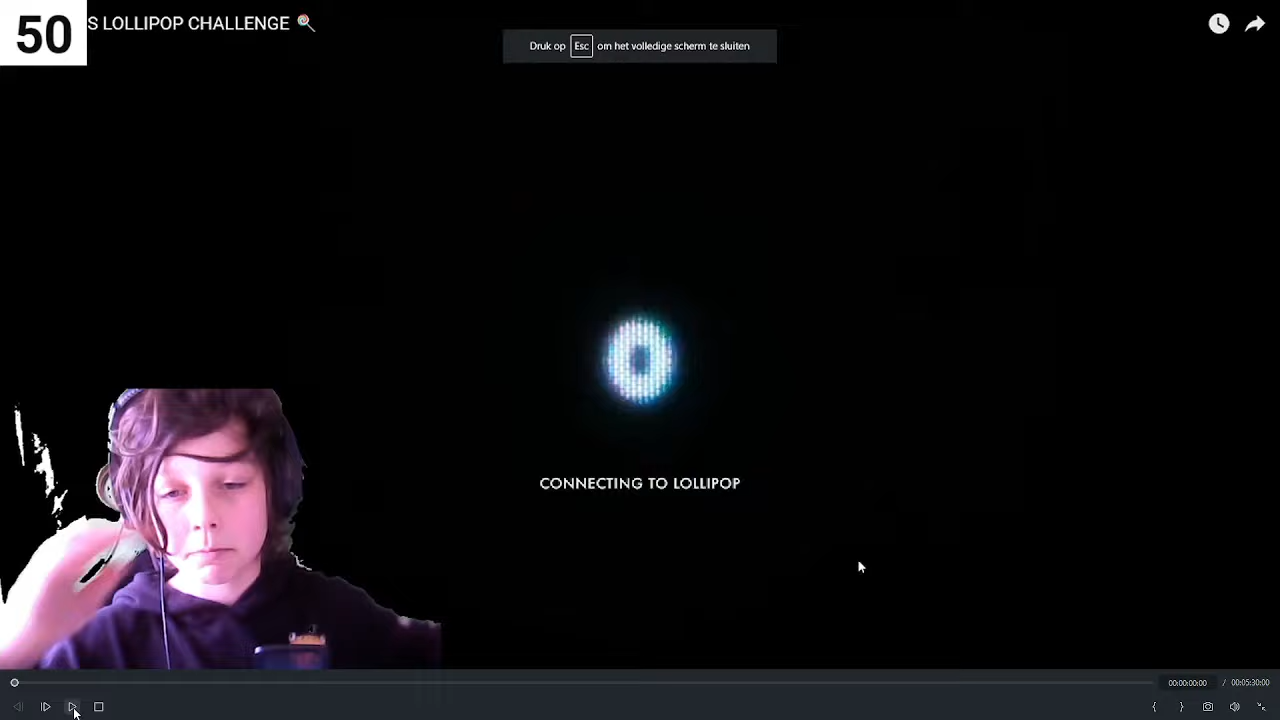 50
S LOLLIPOP CHALLENGE 🍭
Druk op Esc om het volledige scherm te sluiten
CONNECTING TO LOLLIPOP
00:00:00:00 / 00:05:30:00